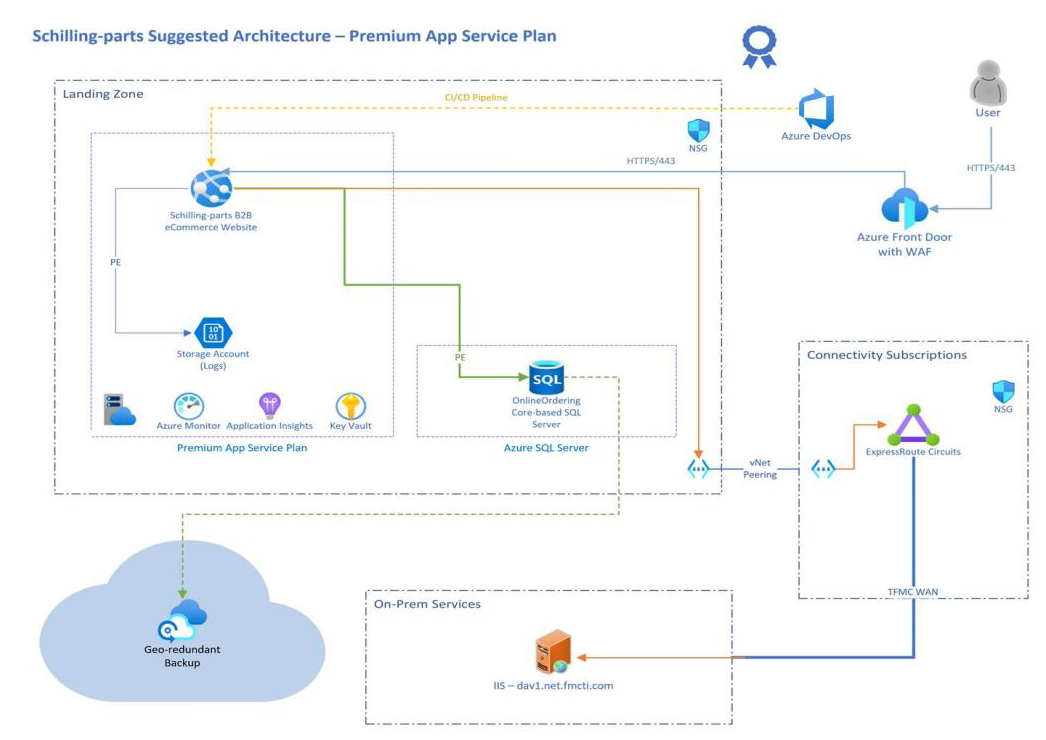 Schilling-parts Suggested Architecture – Premium App Service Plan
Landing Zone
CI/CD Pipeline
Azure DevOps
User
NSG
HTTPS/443
HTTPS/443
Schilling-parts B2B
eCommerce Website
Azure Front Door
with WAF
PE
10
01
Storage Account
(Logs)
PE
SQL
OnlineOrdering
Core-based SQL
Server
Connectivity Subscriptions
NSG
Azure Monitor
Application Insights
Key Vault
Premium App Service Plan
Azure SQL Server
ExpressRoute Circuits
vNet
Peering
TFMC WAN
On-Prem Services
Geo-redundant
Backup
IIS – dav1.net.fmcti.com